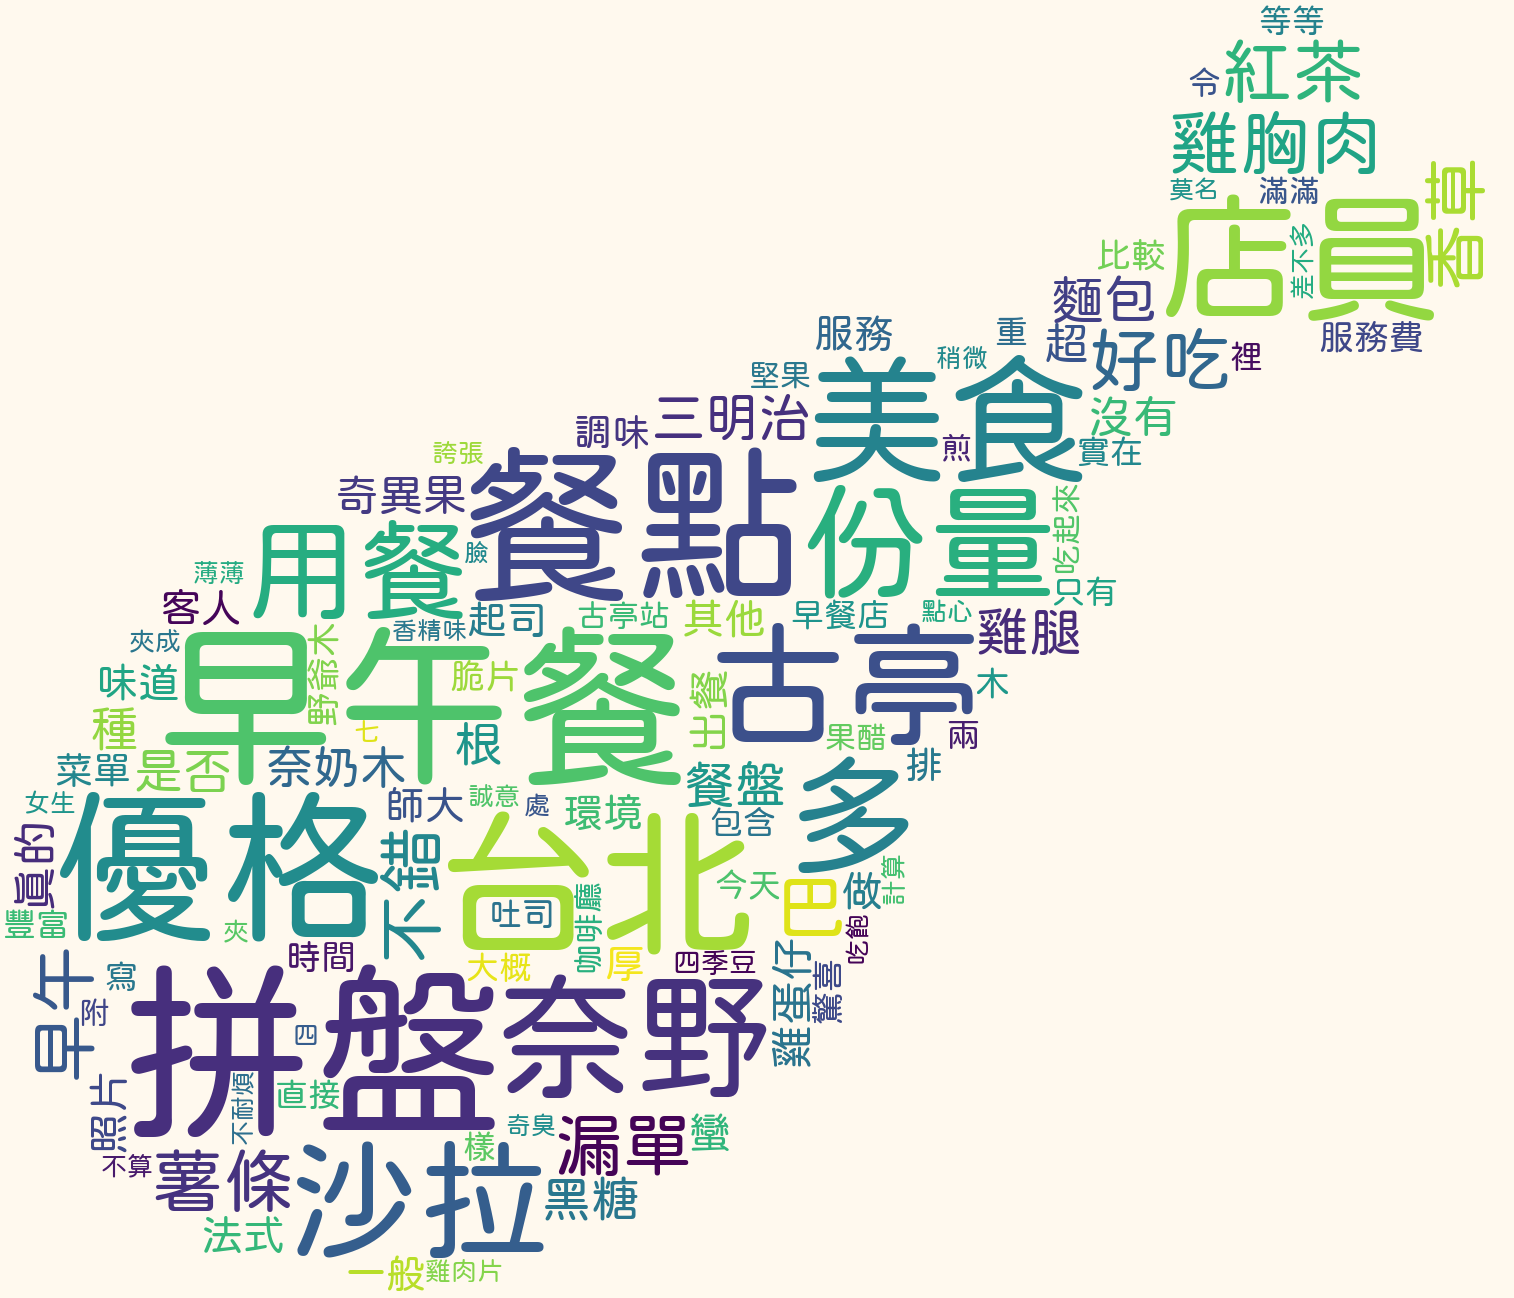 等等
令
紅茶
雞胸肉
莫名
滿滿
香草
店員
差不多
比較
麵包
服務費
服務
重
超
好吃
裡
稍微
堅果
美食
沒有
三明治
調味
煎
實在
誇張
餐點
奇異果
份量
吃起來
用餐
臉
薄薄
只有
客人
起司
古亭站
其他
早餐店
點心
雞腿
香精味
夾成
早午餐
野爺木
古亭
味道
脆片
出餐
木
種
七
根
果醋
兩
菜單
是否
奈奶木
排
餐盤
多
女生
師大
誠意
處
環境
包含
優格
真的
不錯
台北
今天
計算
巴
做
吐司
咖啡廳
豐富
夾
吃飽
時間
大概
厚
四季豆
雞蛋仔
驚喜
早午
寫
附
拼盤
四
奈野
照片
不耐煩
直接
奇臭
漏單
蠻
樣
不算
薯條
沙拉
黑糖
法式
一般
雞肉片